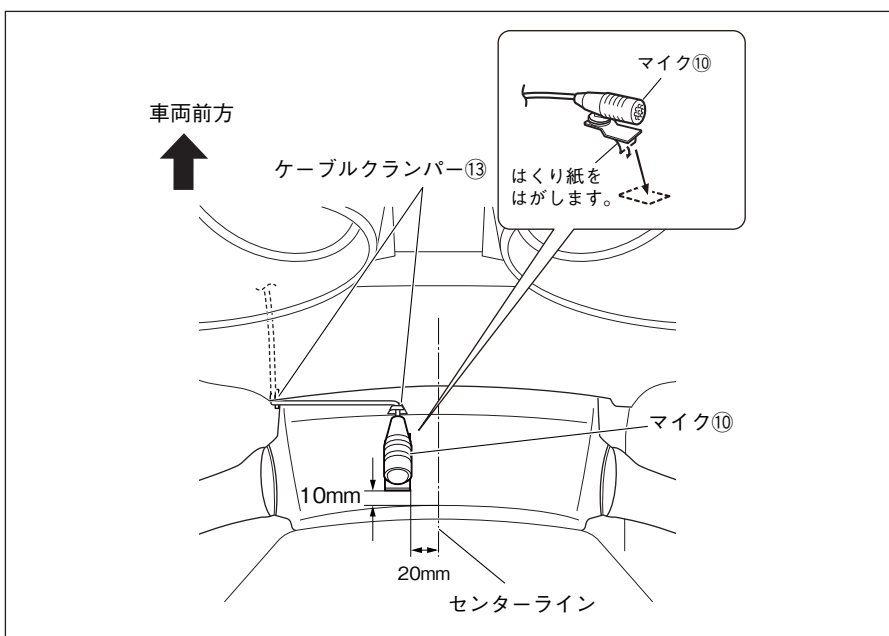 マイク⑩
車両前方
ケーブルクランパー⑬
はくり紙を
はがします。
マイク⑩
10mm
20mm
センターライン